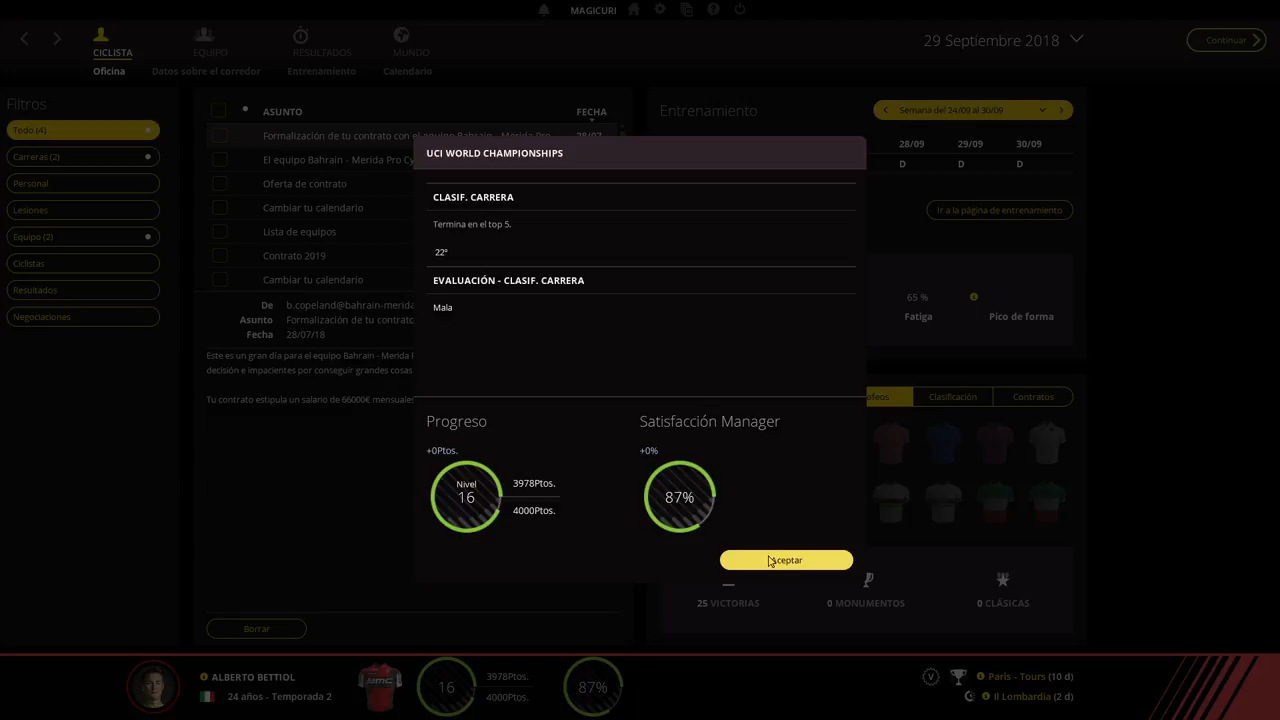 MAGICURI
CICLISTA
EQUIPO
RESULTADOS
MUNDO
29 Septiembre 2018
Continuar
Oficina
Datos sobre el corredor
Entrenamiento
Calendario
Filtros
Todo (4)
Carreras (2)
Personal
Lesiones
Equipo (2)
Ciclistas
Resultados
Negociaciones
ASUNTO
FECHA
Formalización de tu contrato con el equipo Bahrain - Merida Pro
28/07
El equipo Bahrain - Merida Pro Cy
Oferta de contrato
Cambiar tu calendario
Lista de equipos
Contrato 2019
Cambiar tu calendario
De b.copeland@bahrain-merida
Asunto Formalización de tu contrato
Fecha 28/07/18
Este es un gran día para el equipo Bahrain - Merida
decisión e impacientes por conseguir grandes cosas
Tu contrato estipula un salario de 66000€ mensuales
Borrar
UCI WORLD CHAMPIONSHIPS
CLASIF. CARRERA
Termina en el top 5.
22º
EVALUACIÓN - CLASIF. CARRERA
Mala
Progreso
+0Ptos.
Nivel
16
3978Ptos.
4000Ptos.
Satisfacción Manager
+0%
87%
Aceptar
Entrenamiento
Semana del 24/09 al 30/09
28/09 29/09 30/09
D D D
Ir a la página de entrenamiento
65 %
Fatiga
Pico de forma
ofeos
Clasificación
Contratos
25 VICTORIAS
0 MONUMENTOS
0 CLÁSICAS
ALBERTO BETTIOL
24 años - Temporada 2
BMC
16
3978Ptos.
4000Ptos.
87%
V
Paris - Tours (10 d)
Il Lombardia (2 d)